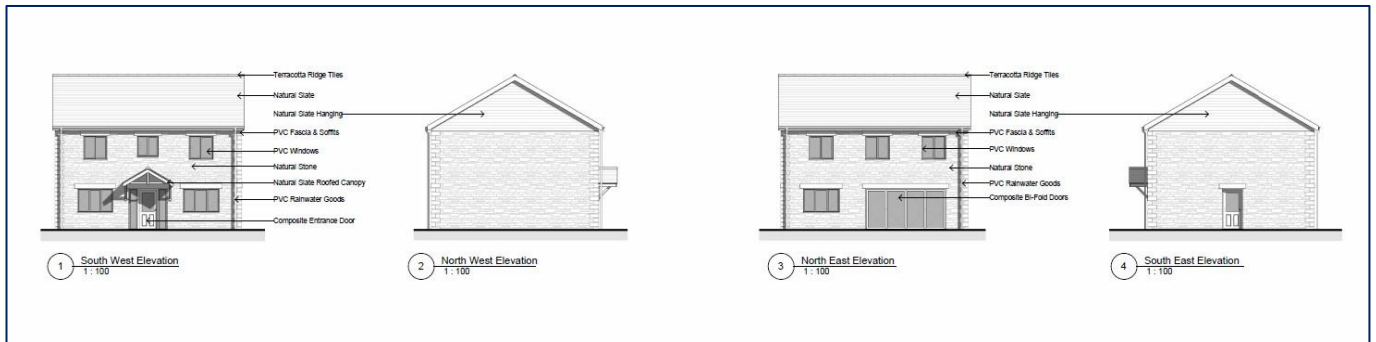 Terracotta Ridge Tiles
Natural Slate
Natural Slate Hanging
PVC Fascia & Soffits
PVC Windows
Natural Stone
Natural Slate Roofed Canopy
PVC Rainwater Goods
Composite Entrance Door
1 South West Elevation
1 : 100
2 North West Elevation
1 : 100
Terracotta Ridge Tiles
Natural Slate
Natural Slate Hanging
PVC Fascia & Soffits
PVC Windows
Natural Stone
PVC Rainwater Goods
Composite Bi-Fold Doors
3 North East Elevation
1 : 100
4 South East Elevation
1 : 100